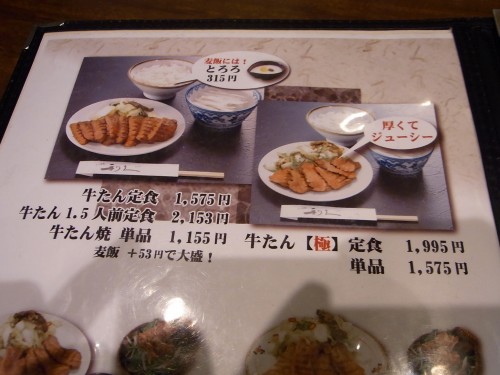 麦飯には！
とろろ
315円
厚くて
ジューシー
牛たん定食 1,575円
牛たん1.5人前定食 2,153円
牛たん焼 単品 1,155円
麦飯 +53円で大盛！
牛たん【極】定食 1,995円
単品 1,575円